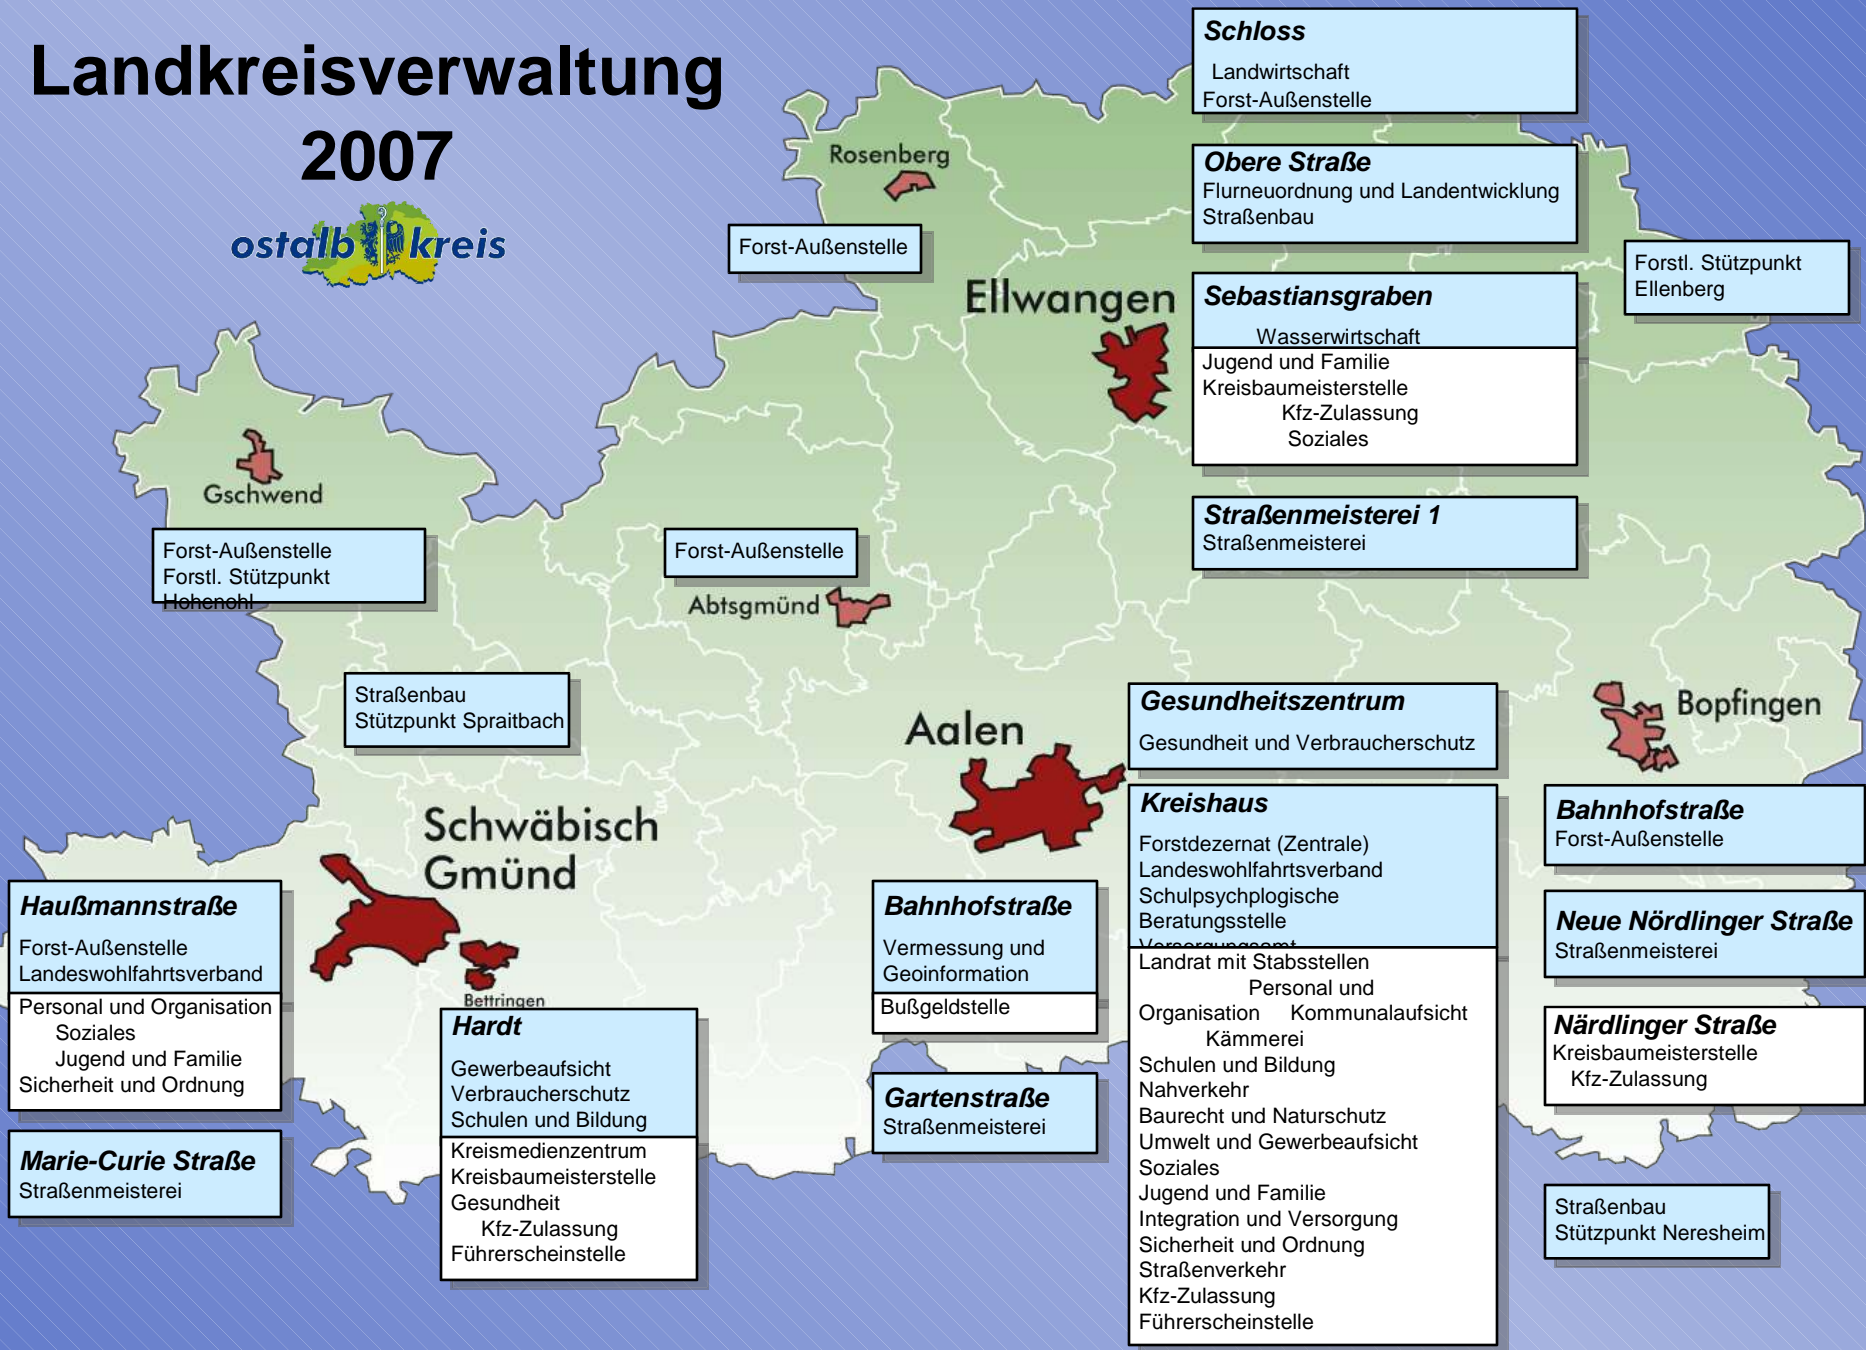 Landkreisverwaltung
2007
ostalb kreis
Schloss
Landwirtschaft
Forst-Außenstelle
Obere Straße
Flurneuordnung und Landentwicklung
Straßenbau
Rosenberg
Forst-Außenstelle
Ellwangen
Sebastiansgraben
Wasserwirtschaft
Jugend und Familie
Kreisbaumeisterstelle
Kfz-Zulassung
Soziales
Forstl. Stützpunkt
Ellenberg
Straßenmeisterei 1
Straßenmeisterei
Gschwend
Forst-Außenstelle
Forstl. Stützpunkt
Hohenohl
Forst-Außenstelle
Abtsgmünd
Straßenbau
Stützpunkt Spraitbach
Aalen
Gesundheitszentrum
Gesundheit und Verbraucherschutz
Kreishaus
Forstdezernat (Zentrale)
Landeswohlfahrtsverband
Schulpsychplogische
Beratungsstelle
Versorgungsamt
Landrat mit Stabsstellen
Personal und
Organisation Kommunalaufsicht
Kämmerei
Schulen und Bildung
Nahverkehr
Baurecht und Naturschutz
Umwelt und Gewerbeaufsicht
Soziales
Jugend und Familie
Integration und Versorgung
Sicherheit und Ordnung
Straßenverkehr
Kfz-Zulassung
Führerscheinstelle
Bopfingen
Bahnhofstraße
Forst-Außenstelle
Neue Nördlinger Straße
Straßenmeisterei
Närdlinger Straße
Kreisbaumeisterstelle
Kfz-Zulassung
Straßenbau
Stützpunkt Neresheim
Schwäbisch
Gmünd
Haußmannstraße
Forst-Außenstelle
Landeswohlfahrtsverband
Personal und Organisation
Soziales
Jugend und Familie
Sicherheit und Ordnung
Marie-Curie Straße
Straßenmeisterei
Bettringen
Hardt
Gewerbeaufsicht
Verbraucherschutz
Schulen und Bildung
Kreismedienzentrum
Kreisbaumeisterstelle
Gesundheit
Kfz-Zulassung
Führerscheinstelle
Bahnhofstraße
Vermessung und
Geoinformation
Bußgeldstelle
Gartenstraße
Straßenmeisterei